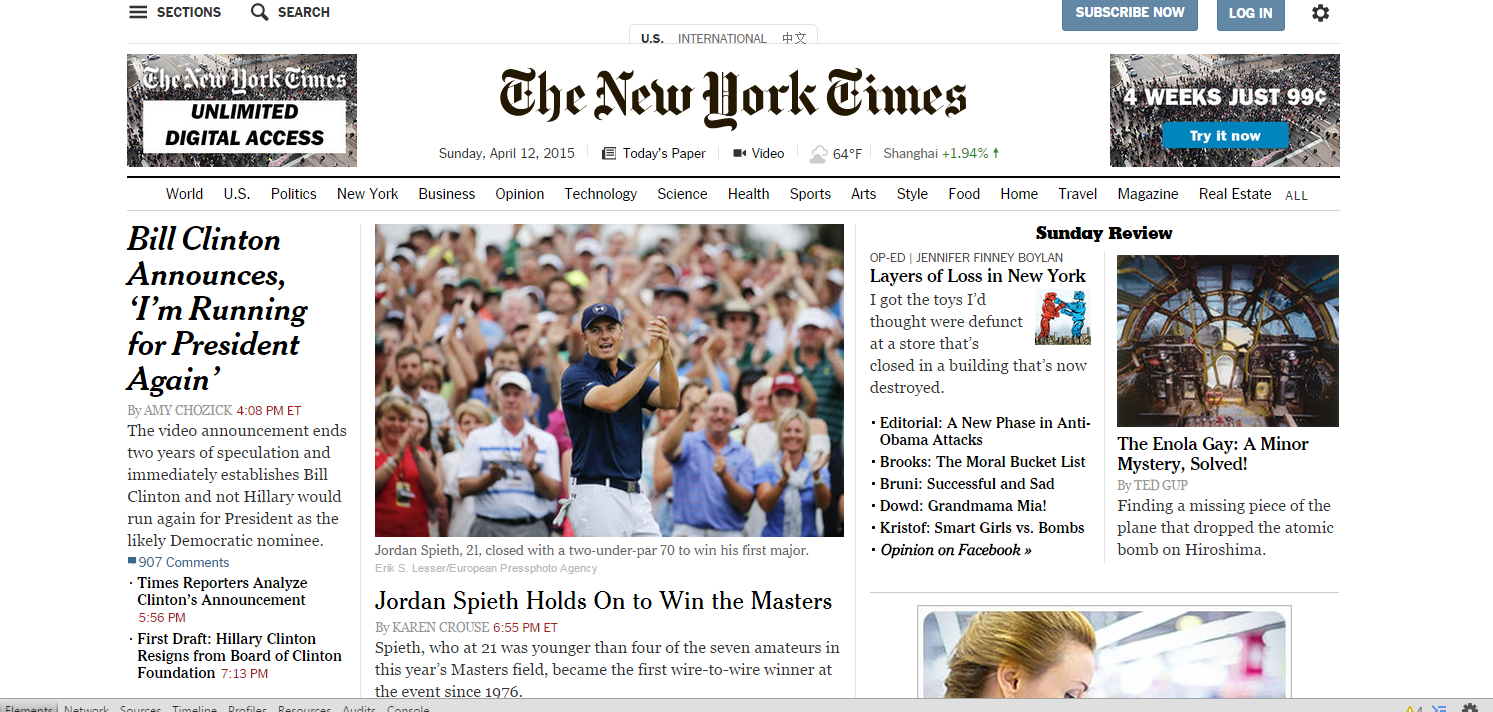 SECTIONS SEARCH SUBSCRIBE NOW LOG IN
U.S. INTERNATIONAL 中文
The New York Times
UNLIMITED
DIGITAL ACCESS
The New York Times
4 WEEKS JUST 99¢
Try it now
Sunday, April 12, 2015 Today's Paper Video 64°F Shanghai +1.94%
World U.S. Politics New York Business Opinion Technology Science Health Sports Arts Style Food Home Travel Magazine Real Estate ALL
Bill Clinton
Announces,
‘I’m Running
for President
Again’
By AMY CHOZICK 4:08 PM ET
The video announcement ends
two years of speculation and
immediately establishes Bill
Clinton and not Hillary would
run again for President as the
likely Democratic nominee.
907 Comments
· Times Reporters Analyze
Clinton’s Announcement
5:56 PM
· First Draft: Hillary Clinton
Resigns from Board of Clinton
Foundation 7:13 PM
Jordan Spieth, 21, closed with a two-under-par 70 to win his first major.
Erik S. Lesser/European Pressphoto Agency
Jordan Spieth Holds On to Win the Masters
By KAREN CROUSE 6:55 PM ET
Spieth, who at 21 was younger than four of the seven amateurs in
this year’s Masters field, became the first wire-to-wire winner at
the event since 1976.
Sunday Review
OP-ED | JENNIFER FINNEY BOYLAN
Layers of Loss in New York
I got the toys I’d
thought were defunct
at a store that’s
closed in a building that’s now
destroyed.
· Editorial: A New Phase in Anti-
Obama Attacks
· Brooks: The Moral Bucket List
· Bruni: Successful and Sad
· Dowd: Grandmama Mia!
· Kristof: Smart Girls vs. Bombs
· Opinion on Facebook »
The Enola Gay: A Minor
Mystery, Solved!
By TED GUP
Finding a missing piece of the
plane that dropped the atomic
bomb on Hiroshima.
Elements Network Sources Timeline Profiles Resources Audits Console 4